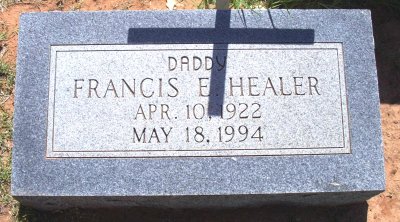 DADDY
FRANCIS E. HEALER
APR. 10, 1922
MAY 18, 1994